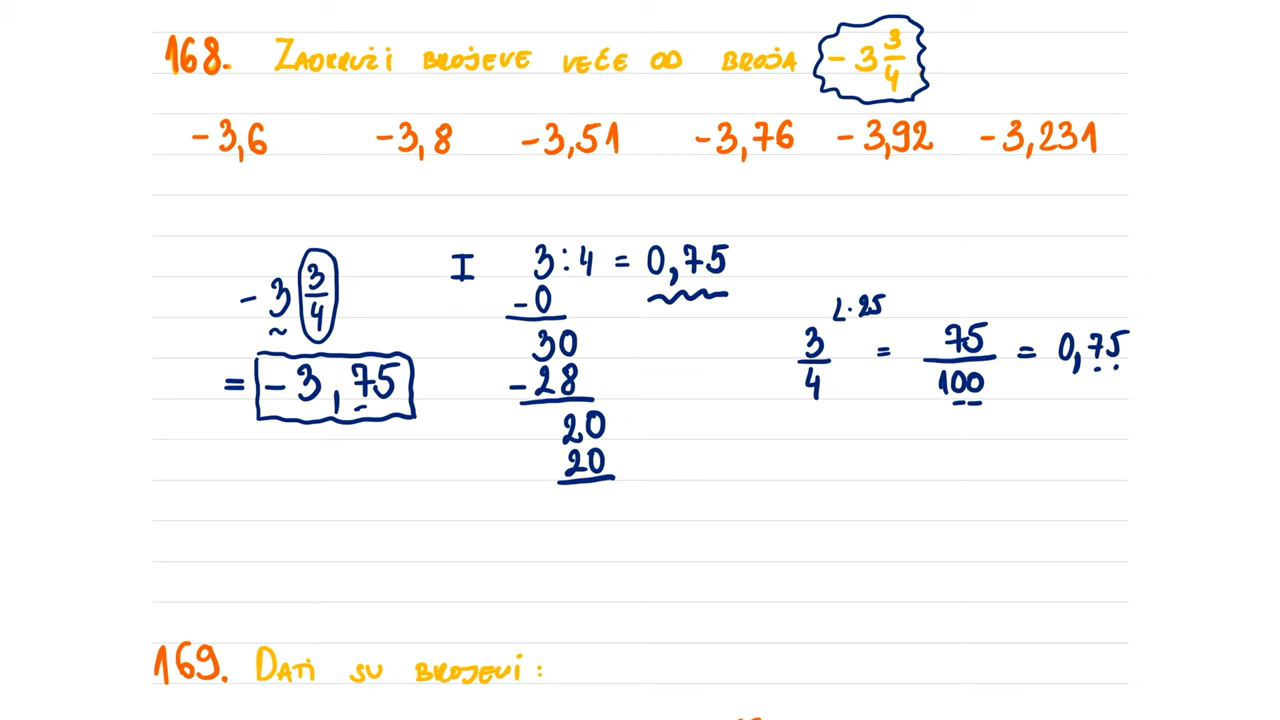 168. ZAOKRUŽI BROJEVE VEĆE OD BROJA -3 3/4
-3,6 -3,8 -3,51 -3,76 -3,92 -3,231
-3 3/4
= -3,75
I 3:4 = 0,75
-0
30
-28
20
20
∠·25
3/4 = 75/100 = 0,75
169. DATI SU BROJEVI: